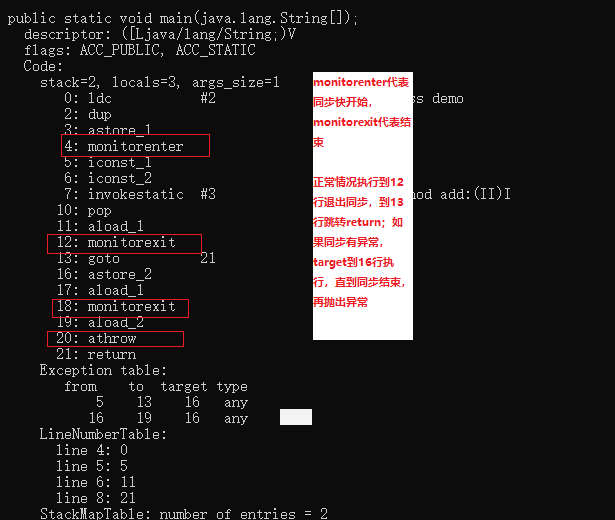 public static void main(java.lang.String[]);
descriptor: ([Ljava/lang/String;)V
flags: ACC_PUBLIC, ACC_STATIC
Code:
stack=2, locals=3, args_size=1
0: ldc #2 ss demo
2: dup
3: astore_1
4: monitorenter
5: iconst_1
6: iconst_2
7: invokestatic #3 nod add:(II)I
10: pop
11: aload_1
12: monitorexit
13: goto 21
16: astore_2
17: aload_1
18: monitorexit
19: aload_2
20: athrow
21: return
monitorenter代表
同步快开始，
monitorexit代表结
束
正常情况执行到12
行退出同步，到13
行跳转return；如
果同步有异常，
target到16行执
行，直到同步结束，
再抛出异常
Exception table:
from to target type
5 13 16 any
16 19 16 any
LineNumberTable:
line 4: 0
line 5: 5
line 6: 11
line 8: 21
StackMapTable: number of entries = 2